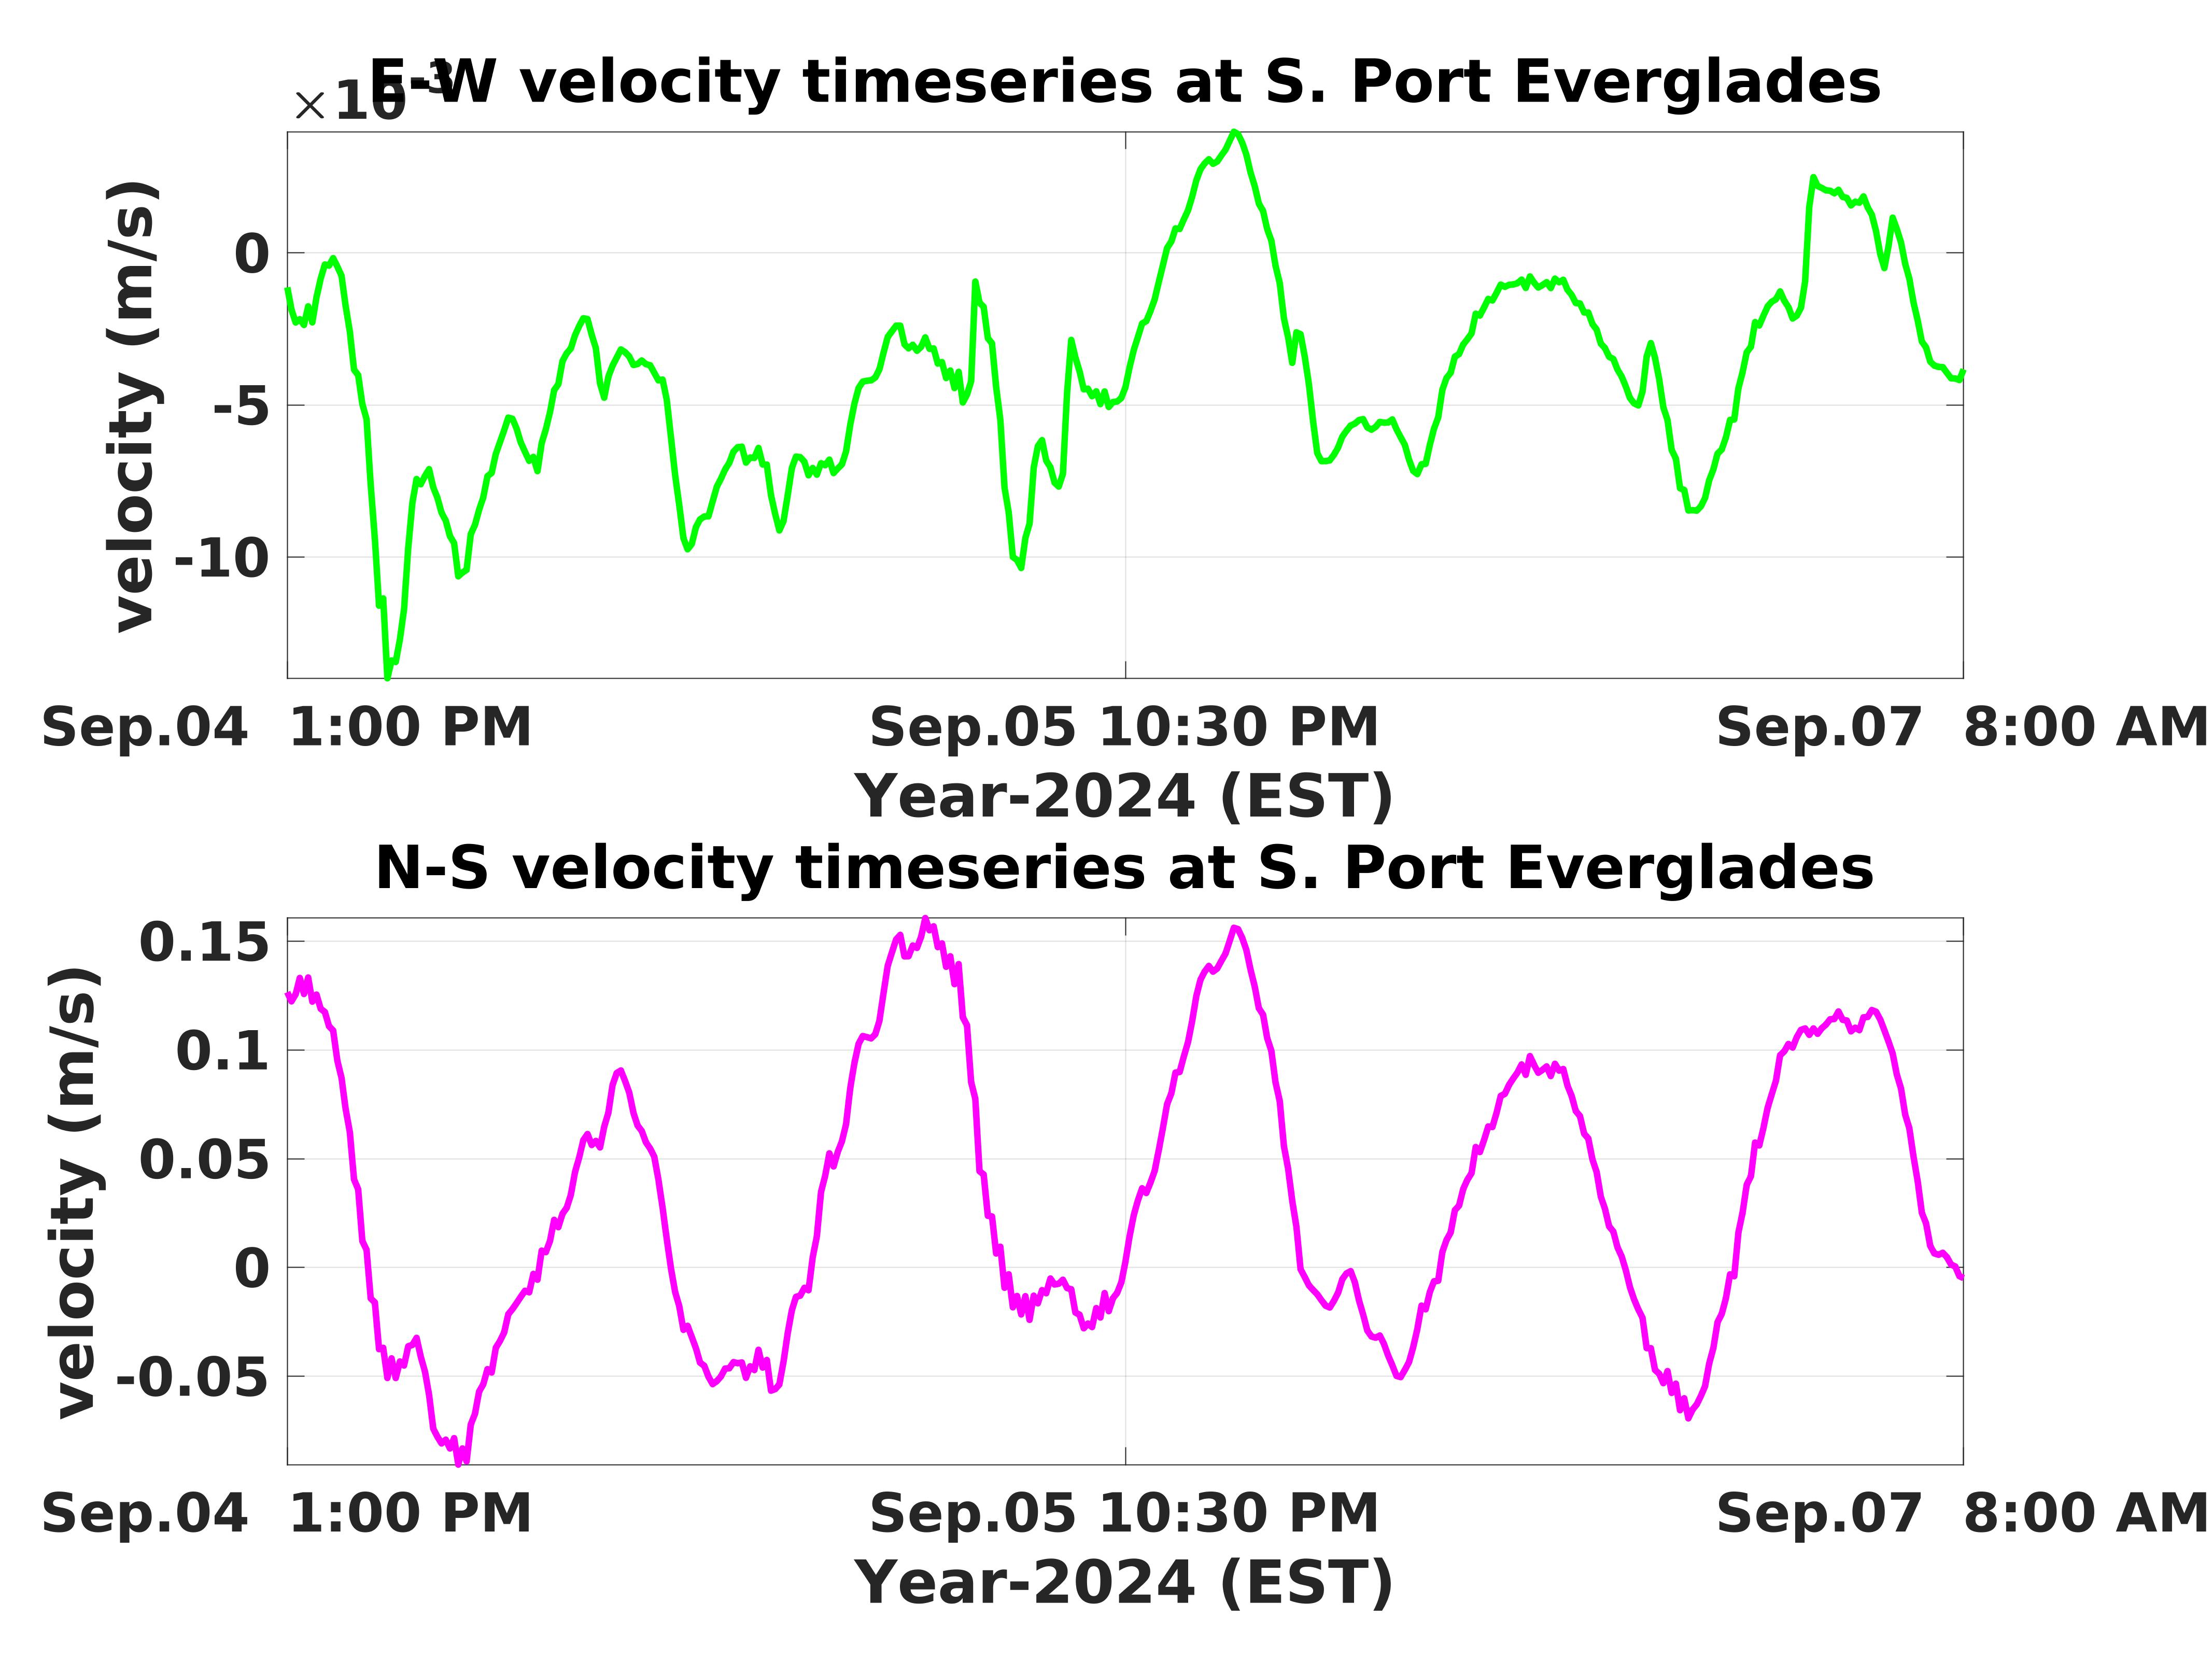 E-W velocity timeseries at S. Port Everglades
×10-3
velocity (m/s)
0
-5
-10
Sep.04 1:00 PM
Sep.05 10:30 PM
Sep.07 8:00 AM
Year-2024 (EST)
N-S velocity timeseries at S. Port Everglades
velocity (m/s)
0.15
0.1
0.05
0
-0.05
Sep.04 1:00 PM
Sep.05 10:30 PM
Sep.07 8:00 AM
Year-2024 (EST)